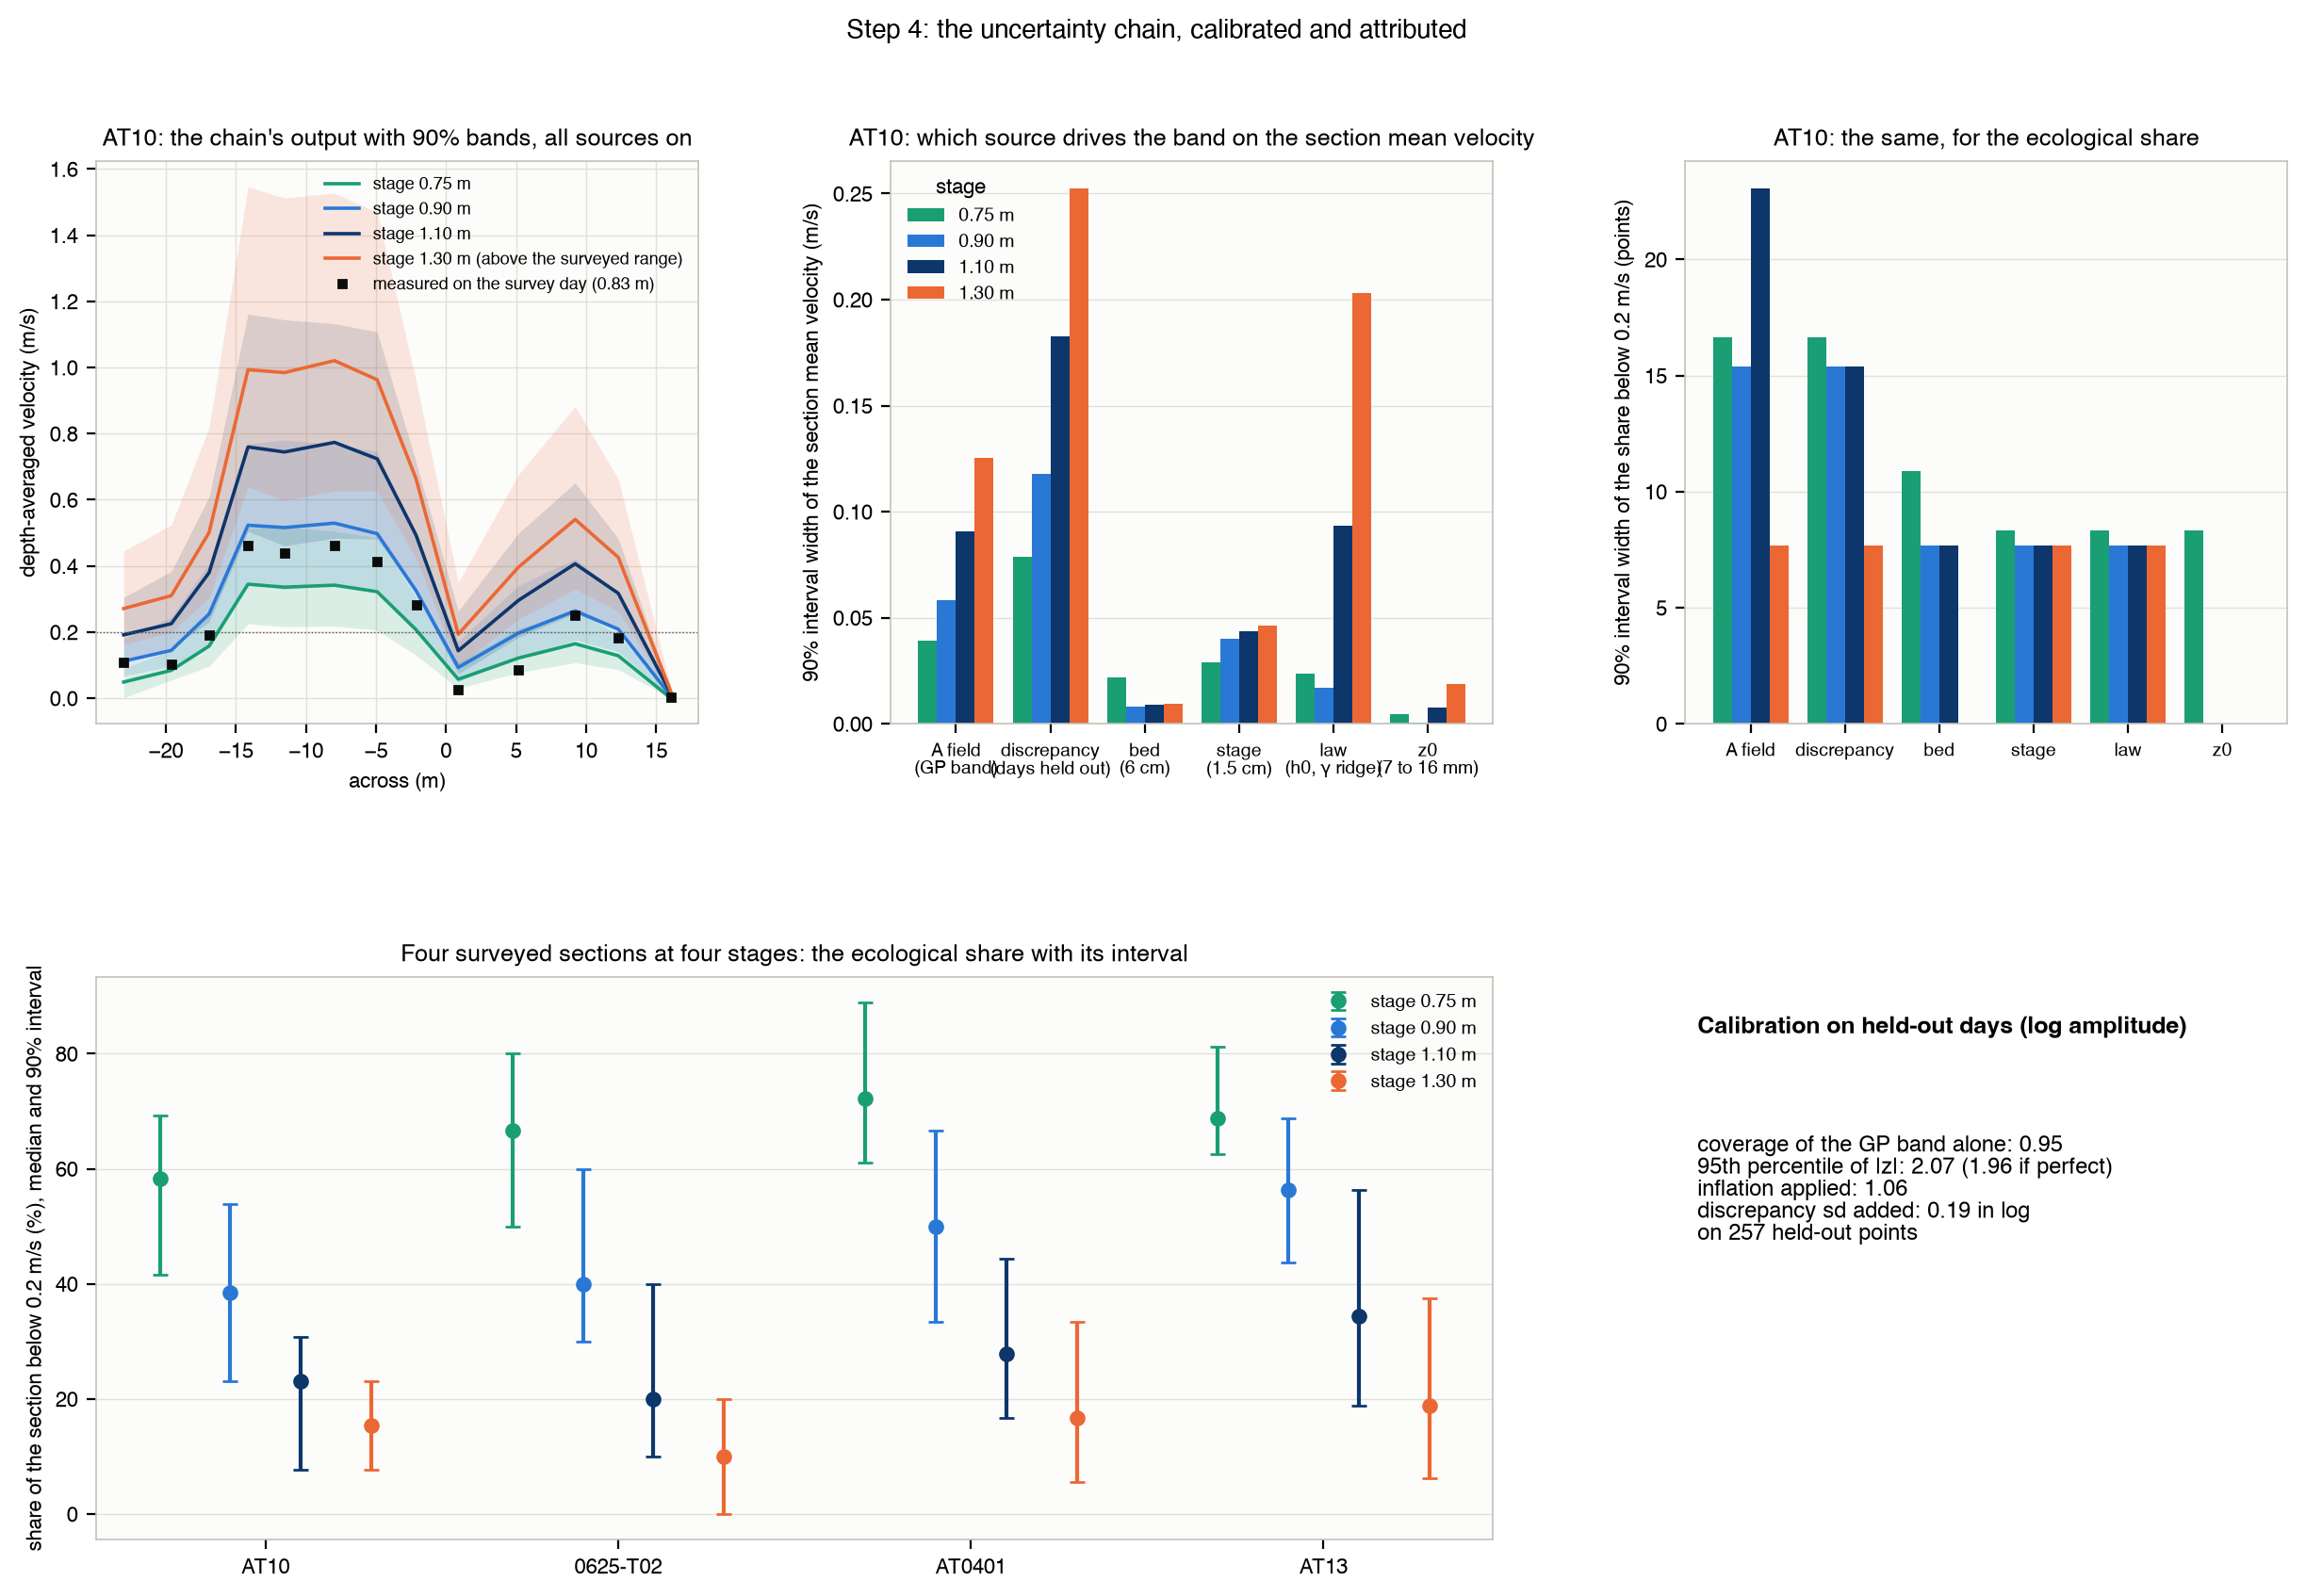 Step 4: the uncertainty chain, calibrated and attributed
AT10: the chain's output with 90% bands, all sources on
depth-averaged velocity (m/s)
1.6
1.4
1.2
1.0
0.8
0.6
0.4
0.2
0.0
stage 0.75 m
stage 0.90 m
stage 1.10 m
stage 1.30 m (above the surveyed range)
measured on the survey day (0.83 m)
−20 −15 −10 −5 0 5 10 15
across (m)
AT10: which source drives the band on the section mean velocity
90% interval width of the section mean velocity (m/s)
0.25
0.20
0.15
0.10
0.05
0.00
stage
0.75 m
0.90 m
1.10 m
1.30 m
A field discrepancy bed stage law z0
(GP band) (days held out) (6 cm) (1.5 cm) (h0, γ ridge) (7 to 16 mm)
AT10: the same, for the ecological share
90% interval width of the share below 0.2 m/s (points)
20
15
10
5
0
A field discrepancy bed stage law z0
Four surveyed sections at four stages: the ecological share with its interval
share of the section below 0.2 m/s (%), median and 90% interval
80
60
40
20
0
stage 0.75 m
stage 0.90 m
stage 1.10 m
stage 1.30 m
AT10 0625-T02 AT0401 AT13
Calibration on held-out days (log amplitude)
coverage of the GP band alone: 0.95
95th percentile of |z|: 2.07 (1.96 if perfect)
inflation applied: 1.06
discrepancy sd added: 0.19 in log
on 257 held-out points